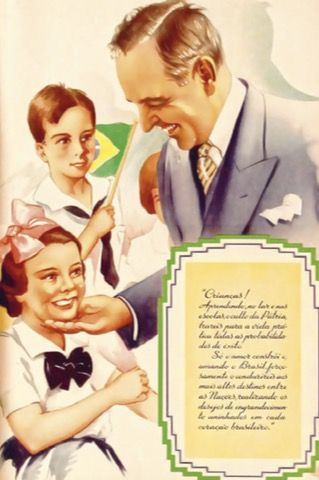 "Crianças!
Aprendendo, no lar e nas
escolas, o culto da Pátria,
trareis para a vida prá-
tica todas as probabilida-
des de êxito.
Só o amor constrói e,
amando o Brasil, forço-
samente o conduzireis aos
mais altos destinos entre
as Nações, realizando os
desejos de engrandecimen-
to aninhados em cada
coração brasileiro."